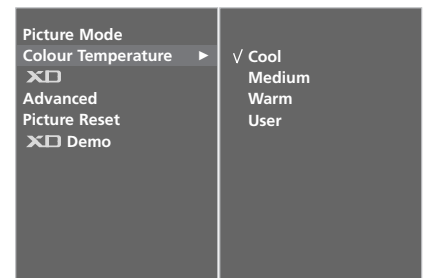 Picture Mode
Colour Temperature ►
XD
Advanced
Picture Reset
XD Demo
√ Cool
Medium
Warm
User